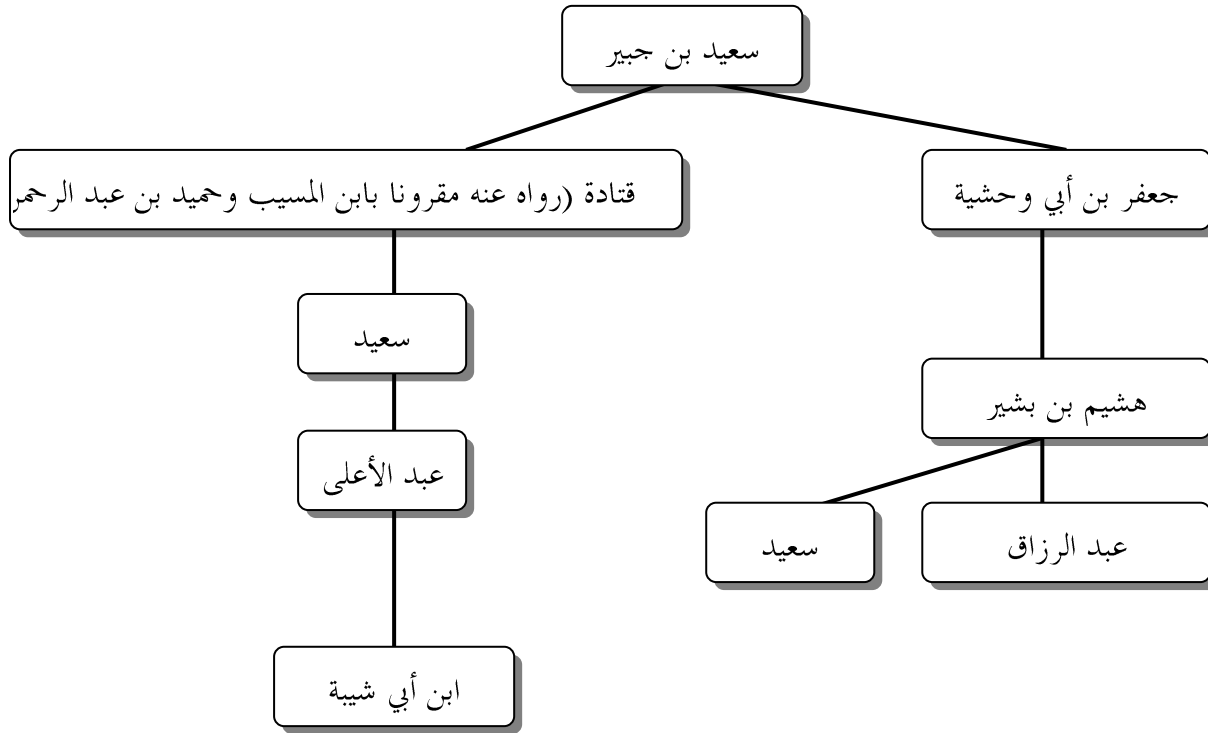 سعيد بن جبير
جعفر بن أبي وحشية
قتادة (رواه عنه مقرونا بابن المسيب وحميد بن عبد الرحمن
سعيد
هشيم بن بشير
عبد الأعلى
عبد الرزاق
سعيد
ابن أبي شيبة